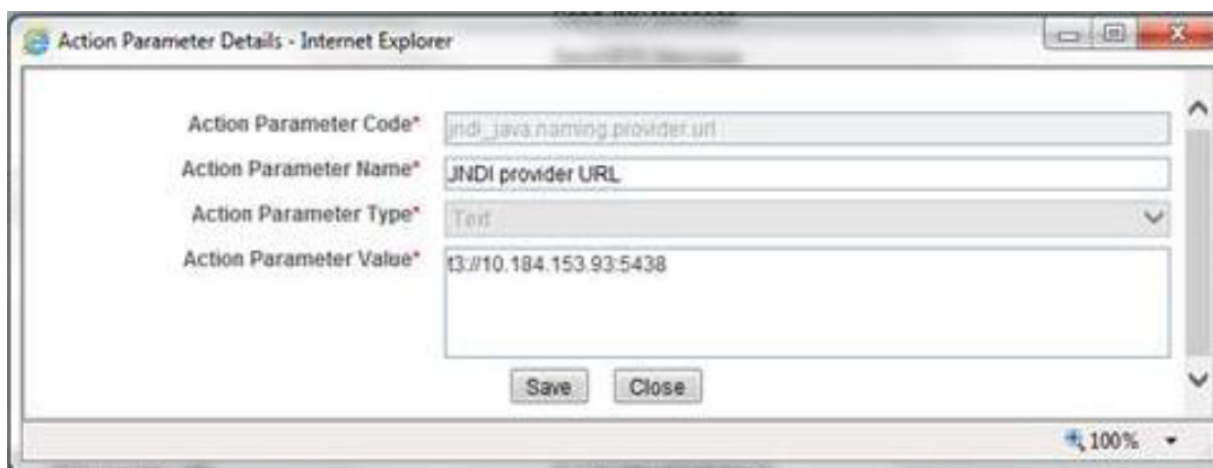 Action Parameter Details - Internet Explorer
Action Parameter Code* jndi_java.naming.provider.url
Action Parameter Name* JNDI provider URL
Action Parameter Type* Text
Action Parameter Value* t3://10.184.153.93:5438
Save Close
100%